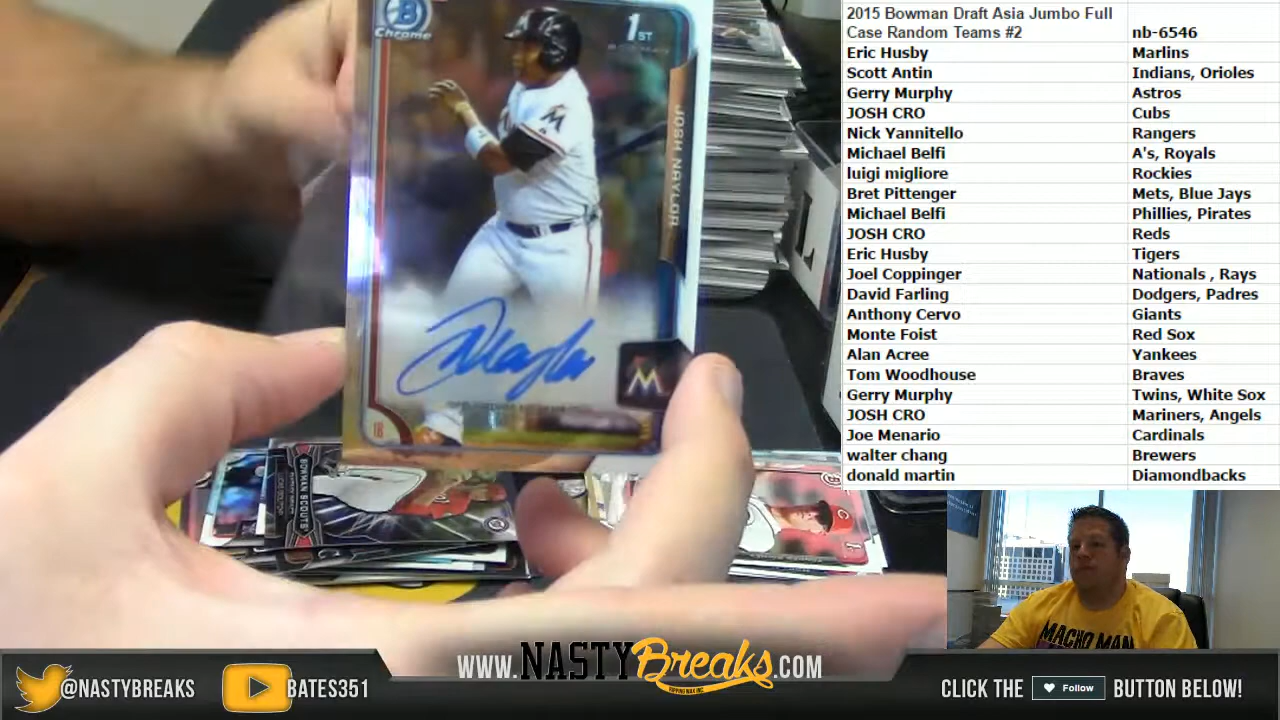 Chrome
1ST
JOSH NAYLOR
M
18
BOWMAN SCOUTS'
2015 Bowman Draft Asia Jumbo Full
Case Random Teams #2 nb-6546
Eric Husby Marlins
Scott Antin Indians, Orioles
Gerry Murphy Astros
JOSH CRO Cubs
Nick Yannitello Rangers
Michael Belfi A's, Royals
luigi migliore Rockies
Bret Pittenger Mets, Blue Jays
Michael Belfi Phillies, Pirates
JOSH CRO Reds
Eric Husby Tigers
Joel Coppinger Nationals , Rays
David Farling Dodgers, Padres
Anthony Cervo Giants
Monte Foist Red Sox
Alan Acree Yankees
Tom Woodhouse Braves
Gerry Murphy Twins, White Sox
JOSH CRO Mariners, Angels
Joe Menario Cardinals
walter chang Brewers
donald martin Diamondbacks
MACHO MAN
@NASTYBREAKS
BATES351
WWW.NASTYBreaks.COM
RIPPING WAX INC.
CLICK THE Follow BUTTON BELOW!